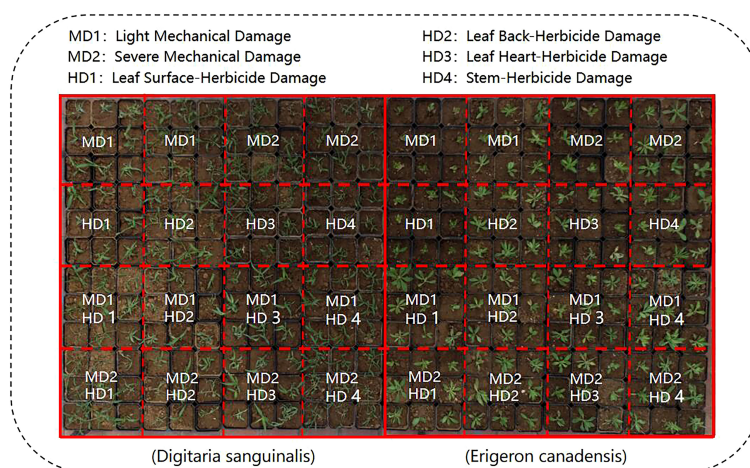 MD1: Light Mechanical Damage
HD2: Leaf Back-Herbicide Damage
MD2: Severe Mechanical Damage
HD3: Leaf Heart-Herbicide Damage
HD1: Leaf Surface-Herbicide Damage
HD4: Stem-Herbicide Damage
MD1 MD1 MD2 MD2 MD1 MD1 MD2 MD2
HD1 HD2 HD3 HD4 HD1 HD2 HD3 HD4
MD1 MD1 MD1 MD1 MD1 MD1 MD1 MD1
HD 1 HD2 HD 3 HD 4 HD 1 HD2 HD 3 HD 4
MD2 MD2 MD2 MD2 MD2 MD2 MD2 MD2
HD1 HD2 HD3 HD 4 HD1 HD2 HD3 HD 4
(Digitaria sanguinalis) (Erigeron canadensis)